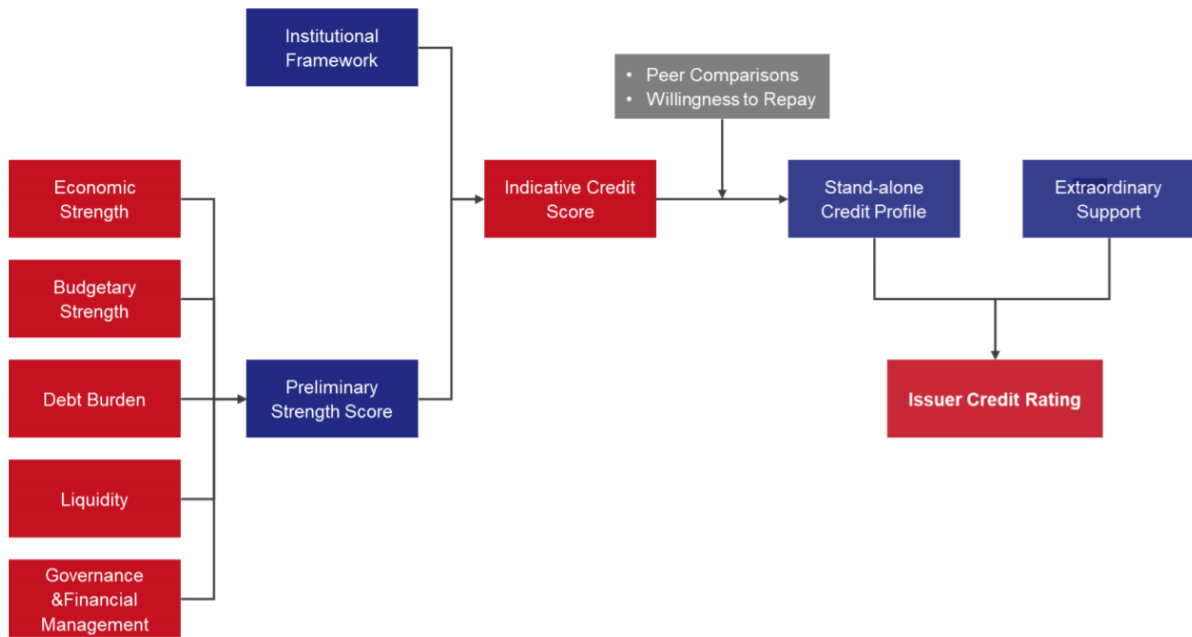 Institutional
Framework
• Peer Comparisons
• Willingness to Repay
Economic
Strength
Indicative Credit
Score
Stand-alone
Credit Profile
Extraordinary
Support
Budgetary
Strength
Debt Burden
Preliminary
Strength Score
Issuer Credit Rating
Liquidity
Governance
&Financial
Management